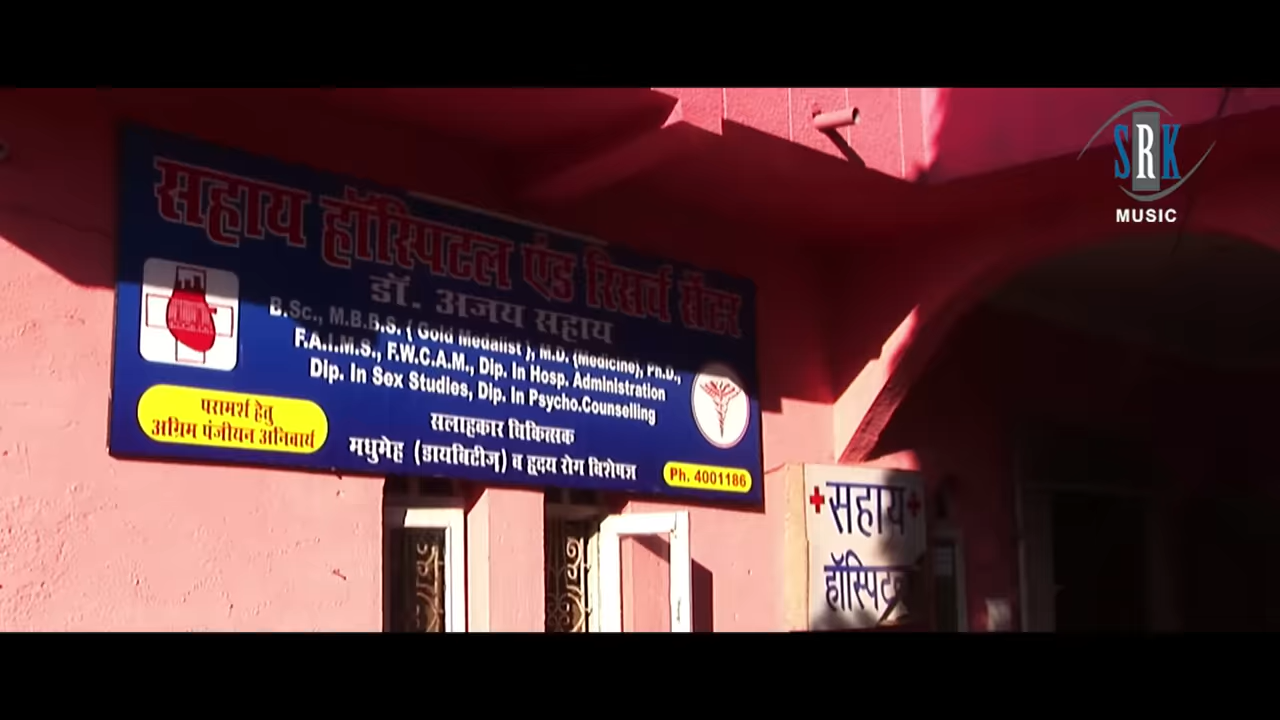 सहाय हॉस्पिटल एंड रिसर्च सेंटर
डॉ. अजय सहाय
B.Sc., M.B.B.S. ( Gold Medalist ), M.D. (Medicine), Ph.D.,
F.A.I.M.S., F.W.C.A.M., Dip. In Hosp. Administration
Dip. In Sex Studies, Dip. In Psycho.Counselling
सलाहकार चिकित्सक
मधुमेह (डायबिटीज्) व हृदय रोग विशेषज्ञ
परामर्श हेतु
अग्रिम पंजीयन अनिवार्य
Ph. 4001186
सहाय
हॉस्पिटल
SRK
MUSIC